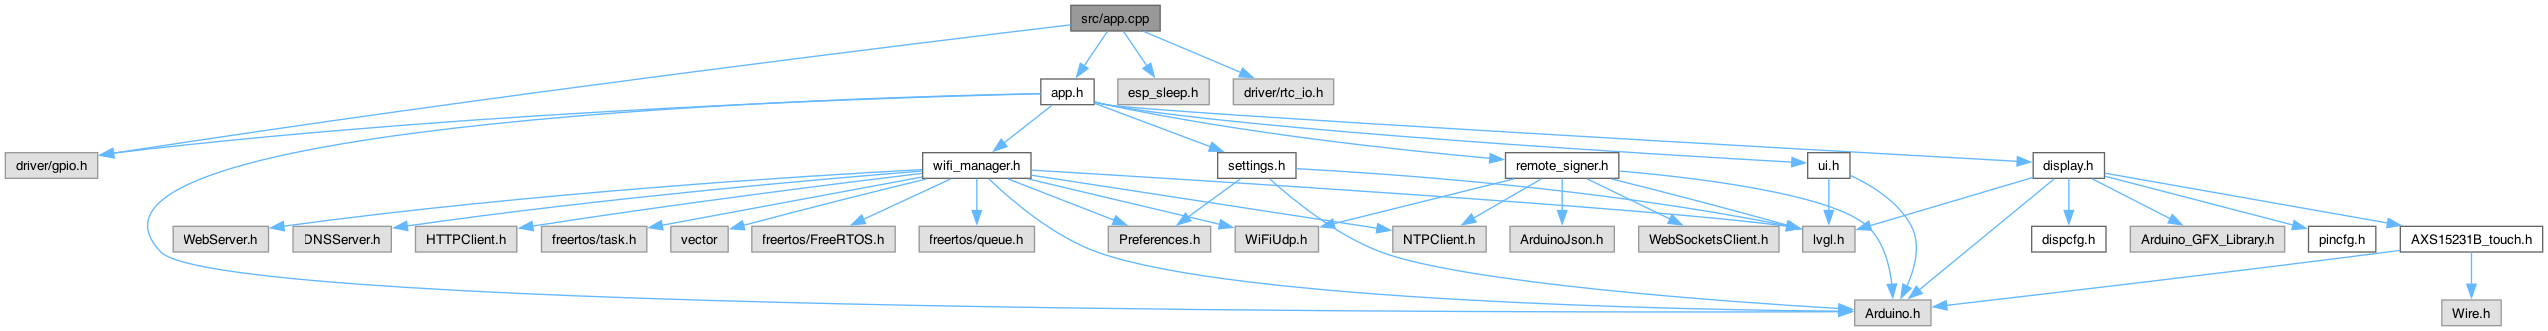 src/app.cpp
app.h
esp_sleep.h
driver/rtc_io.h
driver/gpio.h
wifi_manager.h
settings.h
remote_signer.h
ui.h
display.h
WebServer.h
DNSServer.h
HTTPClient.h
freertos/task.h
vector
freertos/FreeRTOS.h
freertos/queue.h
Preferences.h
WiFiUdp.h
NTPClient.h
ArduinoJson.h
WebSocketsClient.h
lvgl.h
dispcfg.h
Arduino_GFX_Library.h
pincfg.h
AXS15231B_touch.h
Arduino.h
Wire.h